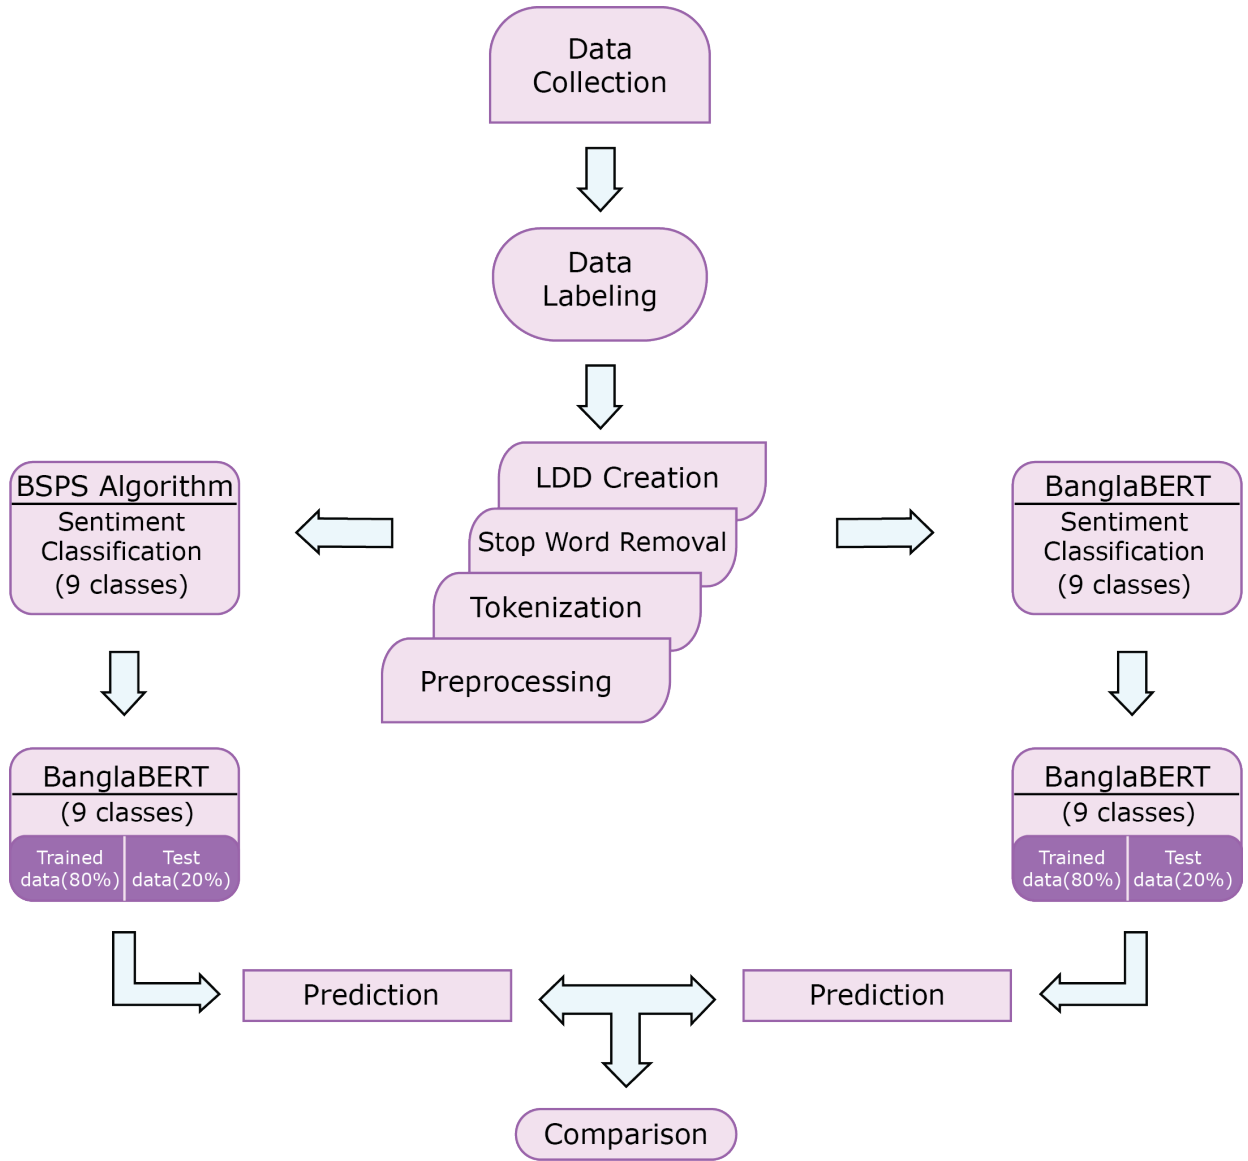 Data
Collection
Data
Labeling
LDD Creation
Stop Word Removal
Tokenization
Preprocessing
BSPS Algorithm
Sentiment
Classification
(9 classes)
BanglaBERT
Sentiment
Classification
(9 classes)
BanglaBERT
(9 classes)
Trained
data(80%)
Test
data(20%)
BanglaBERT
(9 classes)
Trained
data(80%)
Test
data(20%)
Prediction
Prediction
Comparison